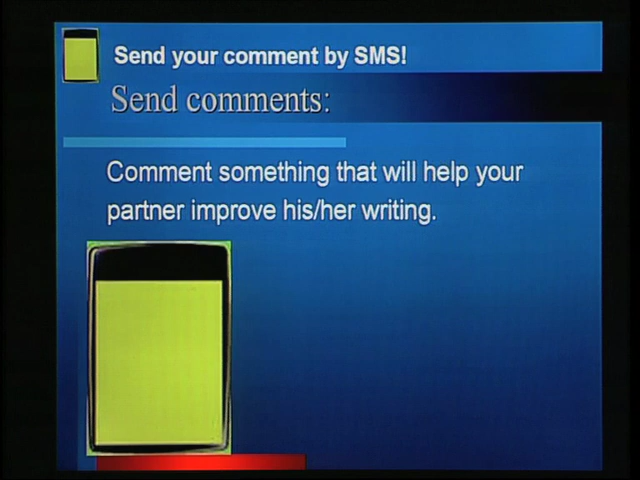 Send your comment by SMS!
Send comments:
Comment something that will help your
partner improve his/her writing.